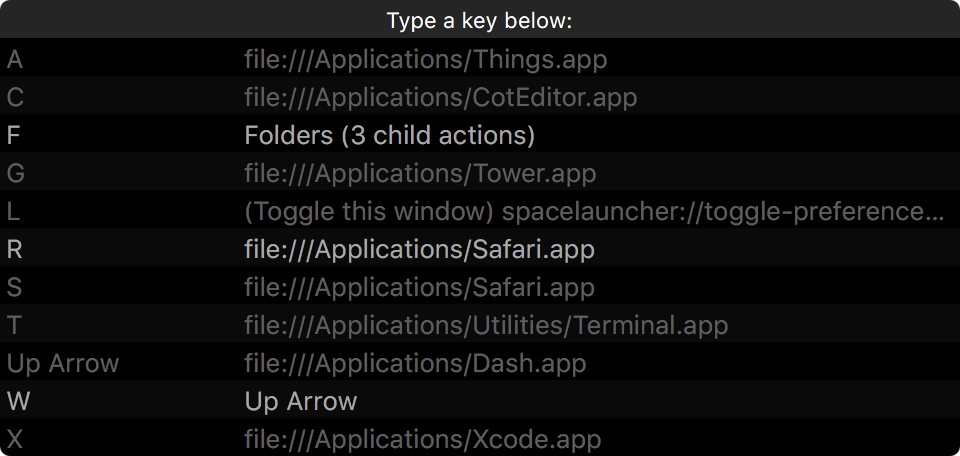 Type a key below:
A file:///Applications/Things.app
C file:///Applications/CotEditor.app
F Folders (3 child actions)
G file:///Applications/Tower.app
L (Toggle this window) spacelauncher://toggle-preference...
R file:///Applications/Safari.app
S file:///Applications/Safari.app
T file:///Applications/Utilities/Terminal.app
Up Arrow file:///Applications/Dash.app
W Up Arrow
X file:///Applications/Xcode.app